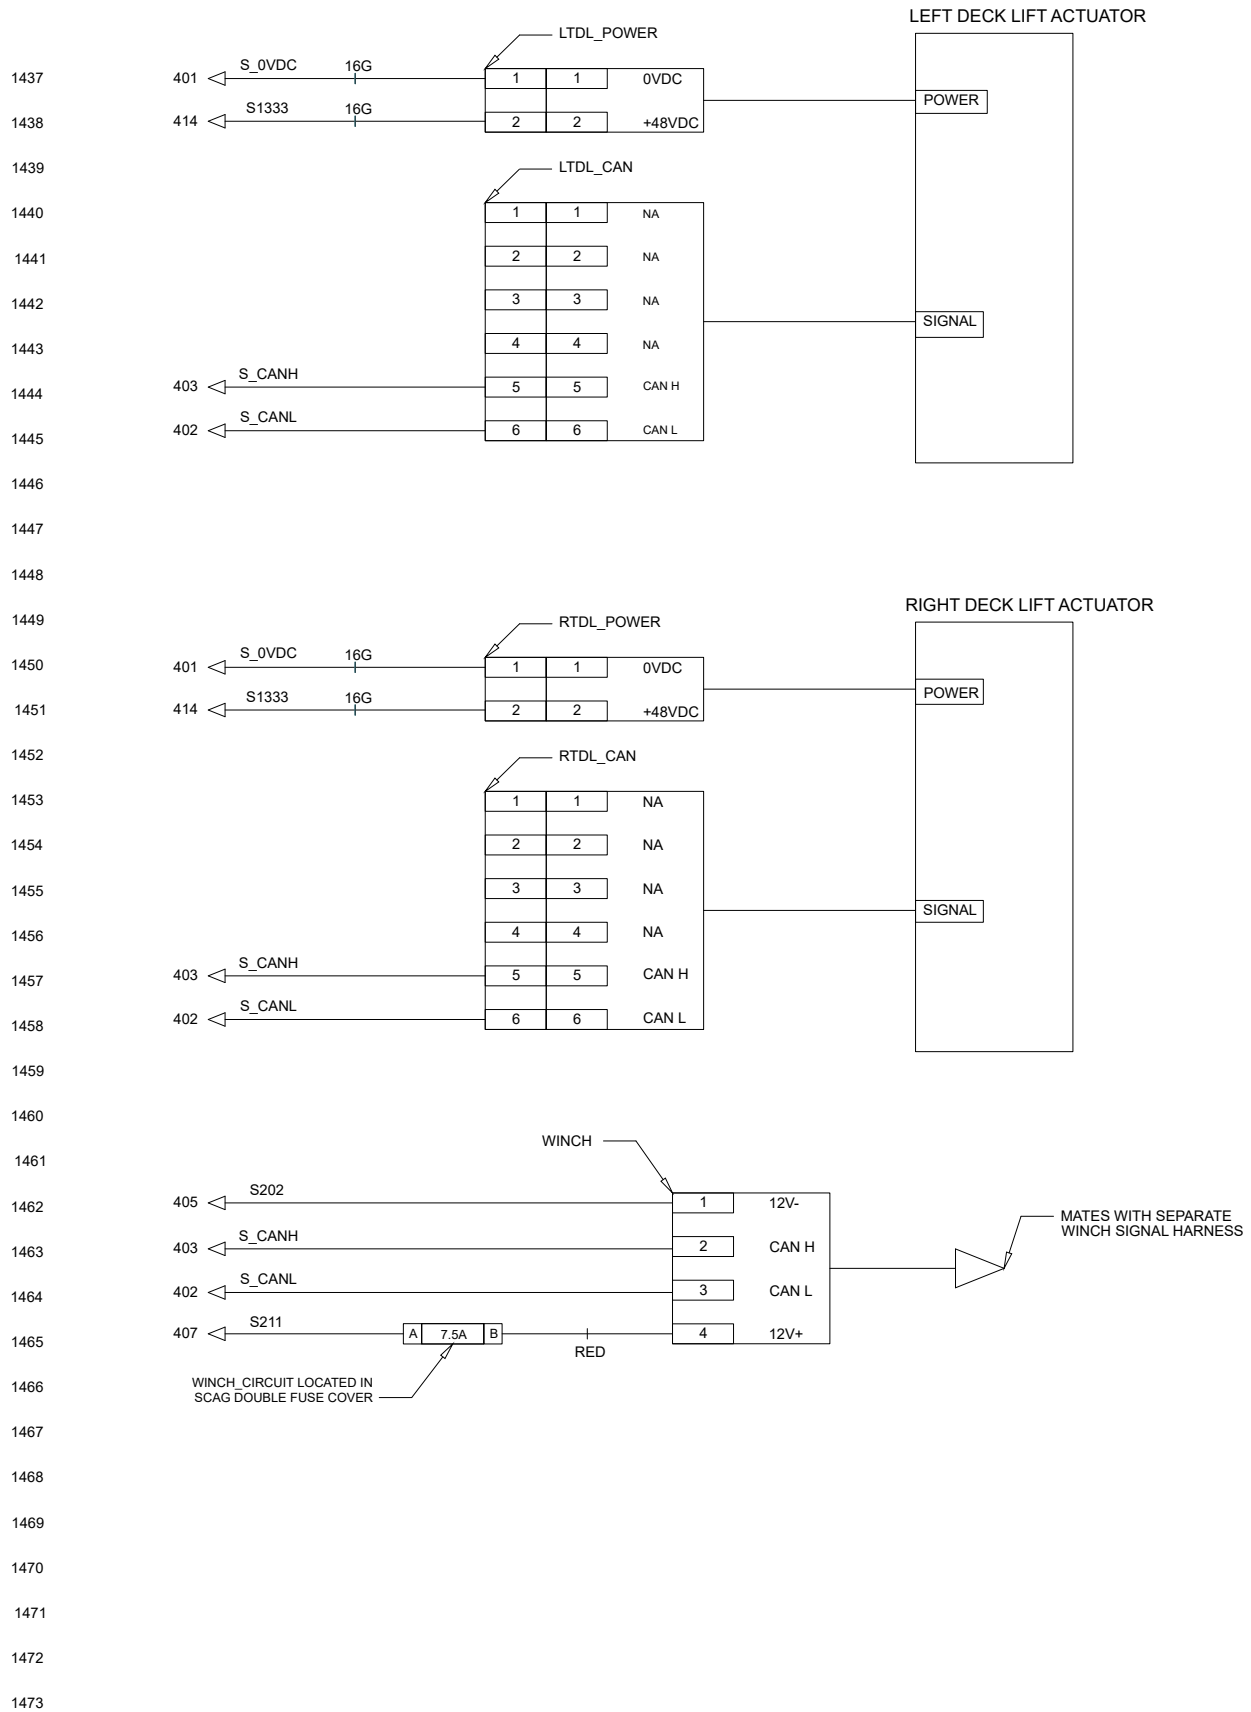 LEFT DECK LIFT ACTUATOR
LTDL_POWER
1437 401 S_0VDC 16G 1 1 0VDC
POWER
1438 414 S1333 16G 2 2 +48VDC
1439 LTDL_CAN
1440 1 1 NA
1441 2 2 NA
1442 3 3 NA
SIGNAL
1443 4 4 NA
1444 403 S_CANH 5 5 CAN H
1445 402 S_CANL 6 6 CAN L
1446
1447
1448
RIGHT DECK LIFT ACTUATOR
1449 RTDL_POWER
1450 401 S_0VDC 16G 1 1 0VDC
POWER
1451 414 S1333 16G 2 2 +48VDC
1452 RTDL_CAN
1453 1 1 NA
1454 2 2 NA
1455 3 3 NA
SIGNAL
1456 4 4 NA
1457 403 S_CANH 5 5 CAN H
1458 402 S_CANL 6 6 CAN L
1459
1460
WINCH
1461
1462 405 S202 1 12V-
MATES WITH SEPARATE
WINCH SIGNAL HARNESS
1463 403 S_CANH 2 CAN H
1464 402 S_CANL 3 CAN L
1465 407 S211 A 7.5A B RED 4 12V+
1466 WINCH_CIRCUIT LOCATED IN
SCAG DOUBLE FUSE COVER
1467
1468
1469
1470
1471
1472
1473